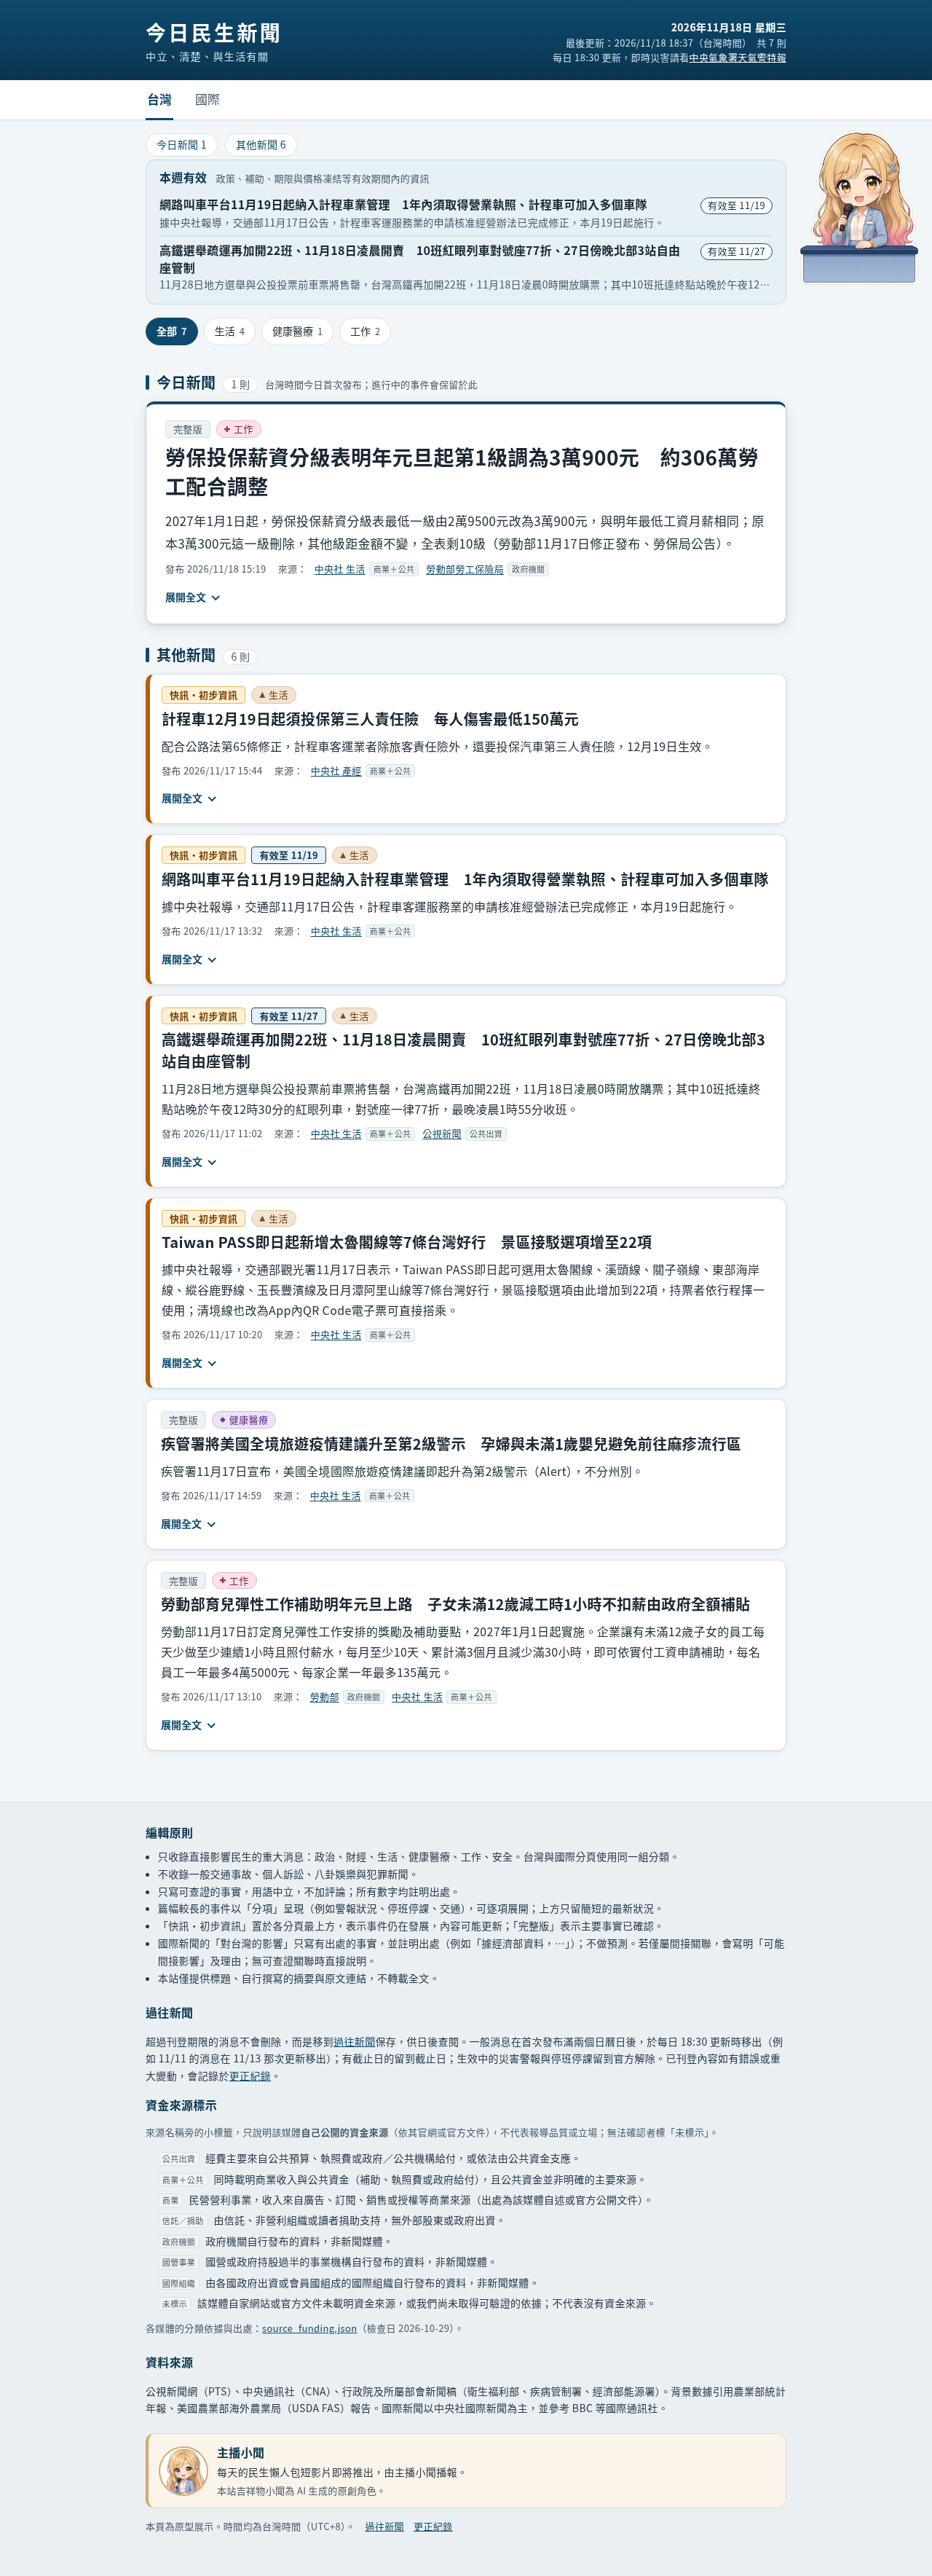 今日民生新聞
中立、清楚、與生活有關
2026年11月18日 星期三
最後更新：2026/11/18 18:37（台灣時間） 共 7 則
每日 18:30 更新，即時災害請看中央氣象署天氣警特報
台灣 國際
今日新聞 1 其他新聞 6
本週有效 政策、補助、期限與價格凍結等有效期間內的資訊
網路叫車平台11月19日起納入計程車業管理　1年內須取得營業執照、計程車可加入多個車隊 有效至 11/19
據中央社報導，交通部11月17日公告，計程車客運服務業的申請核准經營辦法已完成修正，本月19日起施行。
高鐵選舉疏運再加開22班、11月18日凌晨開賣　10班紅眼列車對號座77折、27日傍晚北部3站自由 有效至 11/27
座管制
11月28日地方選舉與公投投票前車票將售罄，台灣高鐵再加開22班，11月18日凌晨0時開放購票；其中10班抵達終點站晚於午夜12…
全部 7 生活 4 健康醫療 1 工作 2
今日新聞 1 則 台灣時間今日首次發布；進行中的事件會保留於此
完整版 工作
勞保投保薪資分級表明年元旦起第1級調為3萬900元　約306萬勞
工配合調整
2027年1月1日起，勞保投保薪資分級表最低一級由2萬9500元改為3萬900元，與明年最低工資月薪相同；原
本3萬300元這一級刪除，其他級距金額不變，全表剩10級（勞動部11月17日修正發布、勞保局公告）。
發布 2026/11/18 15:19 來源： 中央社 生活 商業＋公共 勞動部勞工保險局 政府機關
展開全文
其他新聞 6 則
快訊・初步資訊 生活
計程車12月19日起須投保第三人責任險　每人傷害最低150萬元
配合公路法第65條修正，計程車客運業者除旅客責任險外，還要投保汽車第三人責任險，12月19日生效。
發布 2026/11/17 15:44 來源： 中央社 產經 商業＋公共
展開全文
快訊・初步資訊 有效至 11/19 生活
網路叫車平台11月19日起納入計程車業管理　1年內須取得營業執照、計程車可加入多個車隊
據中央社報導，交通部11月17日公告，計程車客運服務業的申請核准經營辦法已完成修正，本月19日起施行。
發布 2026/11/17 13:32 來源： 中央社 生活 商業＋公共
展開全文
快訊・初步資訊 有效至 11/27 生活
高鐵選舉疏運再加開22班、11月18日凌晨開賣　10班紅眼列車對號座77折、27日傍晚北部3
站自由座管制
11月28日地方選舉與公投投票前車票將售罄，台灣高鐵再加開22班，11月18日凌晨0時開放購票；其中10班抵達終
點站晚於午夜12時30分的紅眼列車，對號座一律77折，最晚凌晨1時55分收班。
發布 2026/11/17 11:02 來源： 中央社 生活 商業＋公共 公視新聞 公共出資
展開全文
快訊・初步資訊 生活
Taiwan PASS即日起新增太魯閣線等7條台灣好行　景區接駁選項增至22項
據中央社報導，交通部觀光署11月17日表示，Taiwan PASS即日起可選用太魯閣線、溪頭線、關子嶺線、東部海岸
線、縱谷鹿野線、玉長豐濱線及日月潭阿里山線等7條台灣好行，景區接駁選項由此增加到22項，持票者依行程擇一
使用；清境線也改為App內QR Code電子票可直接搭乘。
發布 2026/11/17 10:20 來源： 中央社 生活 商業＋公共
展開全文
完整版 健康醫療
疾管署將美國全境旅遊疫情建議升至第2級警示　孕婦與未滿1歲嬰兒避免前往麻疹流行區
疾管署11月17日宣布，美國全境國際旅遊疫情建議即起升為第2級警示（Alert），不分州別。
發布 2026/11/17 14:59 來源： 中央社 生活 商業＋公共
展開全文
完整版 工作
勞動部育兒彈性工作補助明年元旦上路　子女未滿12歲減工時1小時不扣薪由政府全額補貼
勞動部11月17日訂定育兒彈性工作安排的獎勵及補助要點，2027年1月1日起實施。企業讓有未滿12歲子女的員工每
天少做至少連續1小時且照付薪水，每月至少10天、累計滿3個月且減少滿30小時，即可依實付工資申請補助，每名
員工一年最多4萬5000元、每家企業一年最多135萬元。
發布 2026/11/17 13:10 來源： 勞動部 政府機關 中央社 生活 商業＋公共
展開全文
編輯原則
只收錄直接影響民生的重大消息：政治、財經、生活、健康醫療、工作、安全。台灣與國際分頁使用同一組分類。
不收錄一般交通事故、個人訴訟、八卦娛樂與犯罪新聞。
只寫可查證的事實，用語中立，不加評論；所有數字均註明出處。
篇幅較長的事件以「分項」呈現（例如警報狀況、停班停課、交通），可逐項展開；上方只留簡短的最新狀況。
「快訊・初步資訊」置於各分頁最上方，表示事件仍在發展，內容可能更新；「完整版」表示主要事實已確認。
國際新聞的「對台灣的影響」只寫有出處的事實，並註明出處（例如「據經濟部資料，…」）；不做預測。若僅屬間接關聯，會寫明「可能
間接影響」及理由；無可查證關聯時直接說明。
本站僅提供標題、自行撰寫的摘要與原文連結，不轉載全文。
過往新聞
超過刊登期限的消息不會刪除，而是移到過往新聞保存，供日後查閱。一般消息在首次發布滿兩個日曆日後，於每日 18:30 更新時移出（例
如 11/11 的消息在 11/13 那次更新移出）；有截止日的留到截止日；生效中的災害警報與停班停課留到官方解除。已刊登內容如有錯誤或重
大變動，會記錄於更正紀錄。
資金來源標示
來源名稱旁的小標籤，只說明該媒體自己公開的資金來源（依其官網或官方文件），不代表報導品質或立場；無法確認者標「未標示」。
公共出資 經費主要來自公共預算、執照費或政府／公共機構給付，或依法由公共資金支應。
商業＋公共 同時載明商業收入與公共資金（補助、執照費或政府給付），且公共資金並非明確的主要來源。
商業 民營營利事業，收入來自廣告、訂閱、銷售或授權等商業來源（出處為該媒體自述或官方公開文件）。
信託／捐助 由信託、非營利組織或讀者捐助支持，無外部股東或政府出資。
政府機關 政府機關自行發布的資料，非新聞媒體。
國營事業 國營或政府持股過半的事業機構自行發布的資料，非新聞媒體。
國際組織 由各國政府出資或會員國組成的國際組織自行發布的資料，非新聞媒體。
未標示 該媒體自家網站或官方文件未載明資金來源，或我們尚未取得可驗證的依據；不代表沒有資金來源。
各媒體的分類依據與出處：source_funding.json（檢查日 2026-10-29）。
資料來源
公視新聞網（PTS）、中央通訊社（CNA）、行政院及所屬部會新聞稿（衛生福利部、疾病管制署、經濟部能源署）。背景數據引用農業部統計
年報、美國農業部海外農業局（USDA FAS）報告。國際新聞以中央社國際新聞為主，並參考 BBC 等國際通訊社。
主播小聞
每天的民生懶人包短影片即將推出，由主播小聞播報。
本站吉祥物小聞為 AI 生成的原創角色。
本頁為原型展示。時間均為台灣時間（UTC+8）。 過往新聞 更正紀錄